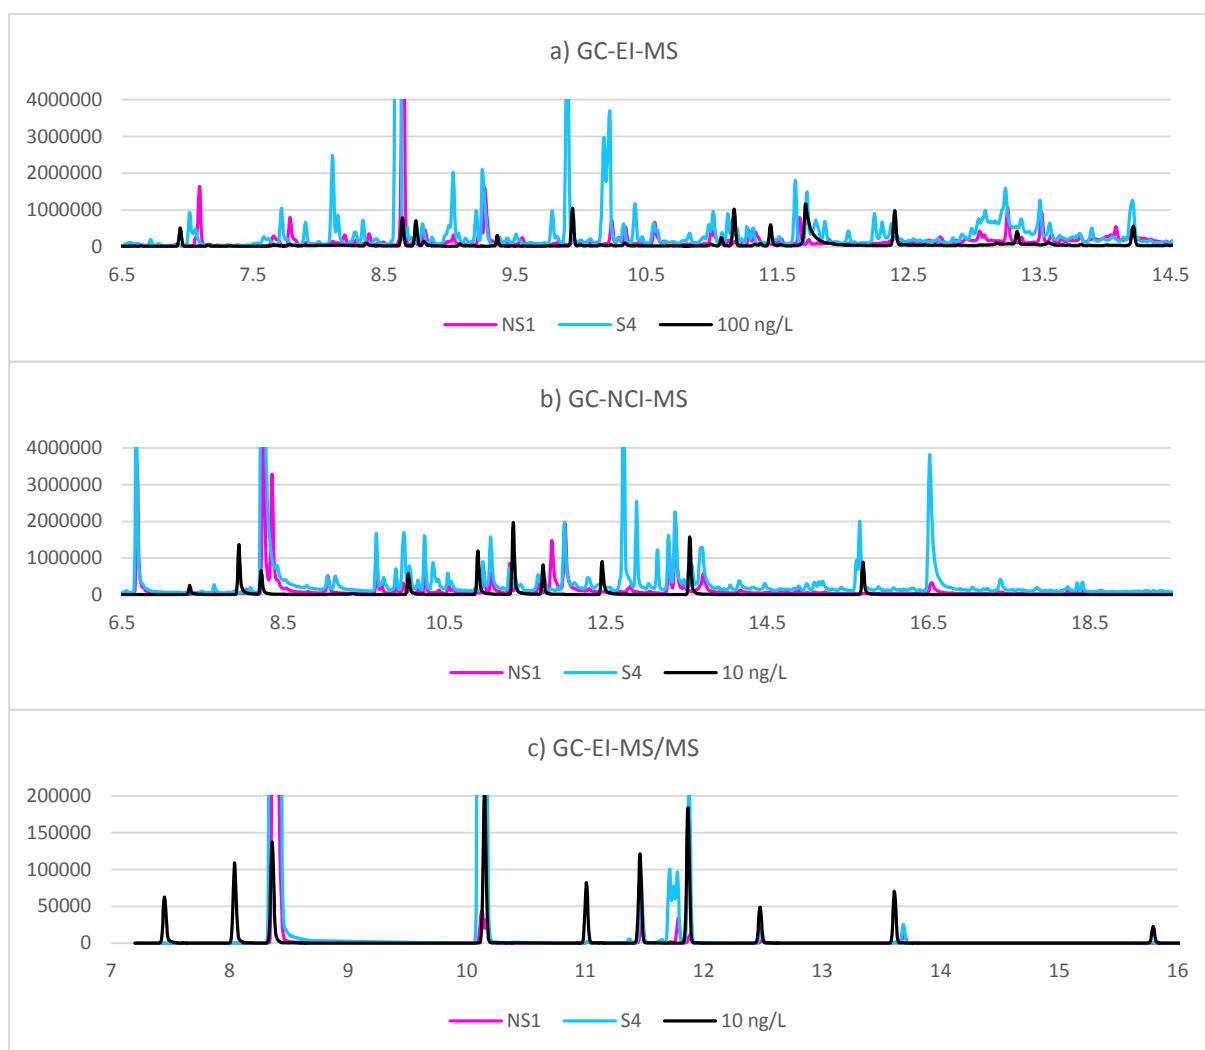 a) GC-EI-MS
4000000
3000000
2000000
1000000
0
6.5 7.5 8.5 9.5 10.5 11.5 12.5 13.5 14.5
NS1 S4 100 ng/L
b) GC-NCI-MS
4000000
3000000
2000000
1000000
0
6.5 8.5 10.5 12.5 14.5 16.5 18.5
NS1 S4 10 ng/L
c) GC-EI-MS/MS
200000
150000
100000
50000
0
7 8 9 10 11 12 13 14 15 16
NS1 S4 10 ng/L